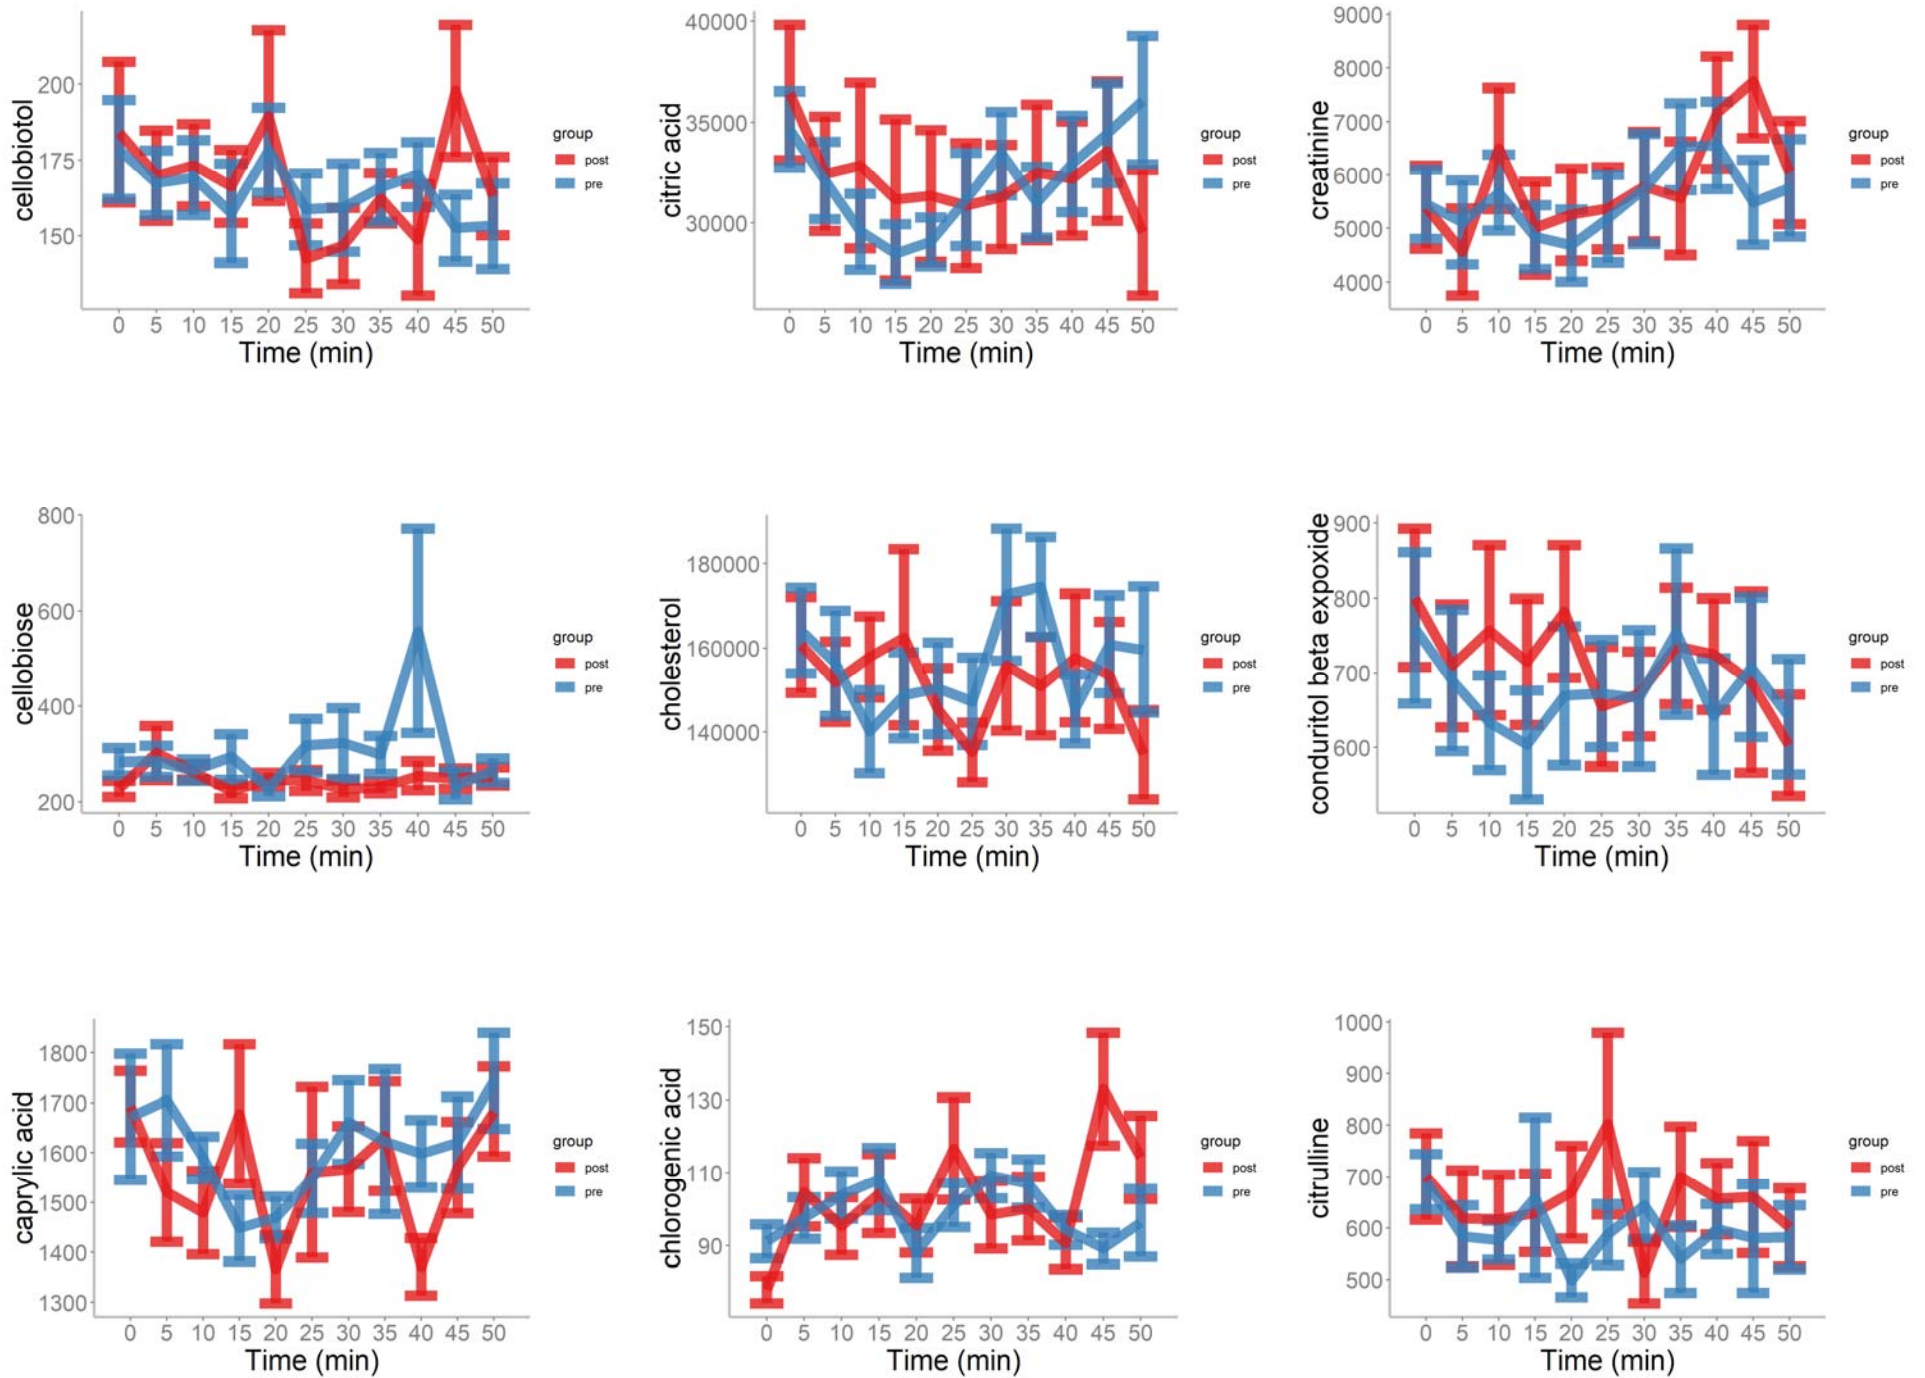 cellobiotol
200
175
150
0 5 10 15 20 25 30 35 40 45 50
Time (min)
group
post
pre
citric acid
40000
35000
30000
0 5 10 15 20 25 30 35 40 45 50
Time (min)
group
post
pre
creatinine
9000
8000
7000
6000
5000
4000
0 5 10 15 20 25 30 35 40 45 50
Time (min)
group
post
pre
cellobiose
800
600
400
200
0 5 10 15 20 25 30 35 40 45 50
Time (min)
group
post
pre
cholesterol
180000
160000
140000
0 5 10 15 20 25 30 35 40 45 50
Time (min)
group
post
pre
conduritol beta expoxide
900
800
700
600
0 5 10 15 20 25 30 35 40 45 50
Time (min)
group
post
pre
caprylic acid
1800
1700
1600
1500
1400
1300
0 5 10 15 20 25 30 35 40 45 50
Time (min)
group
post
pre
chlorogenic acid
150
130
110
90
0 5 10 15 20 25 30 35 40 45 50
Time (min)
group
post
pre
citrulline
1000
900
800
700
600
500
0 5 10 15 20 25 30 35 40 45 50
Time (min)
group
post
pre